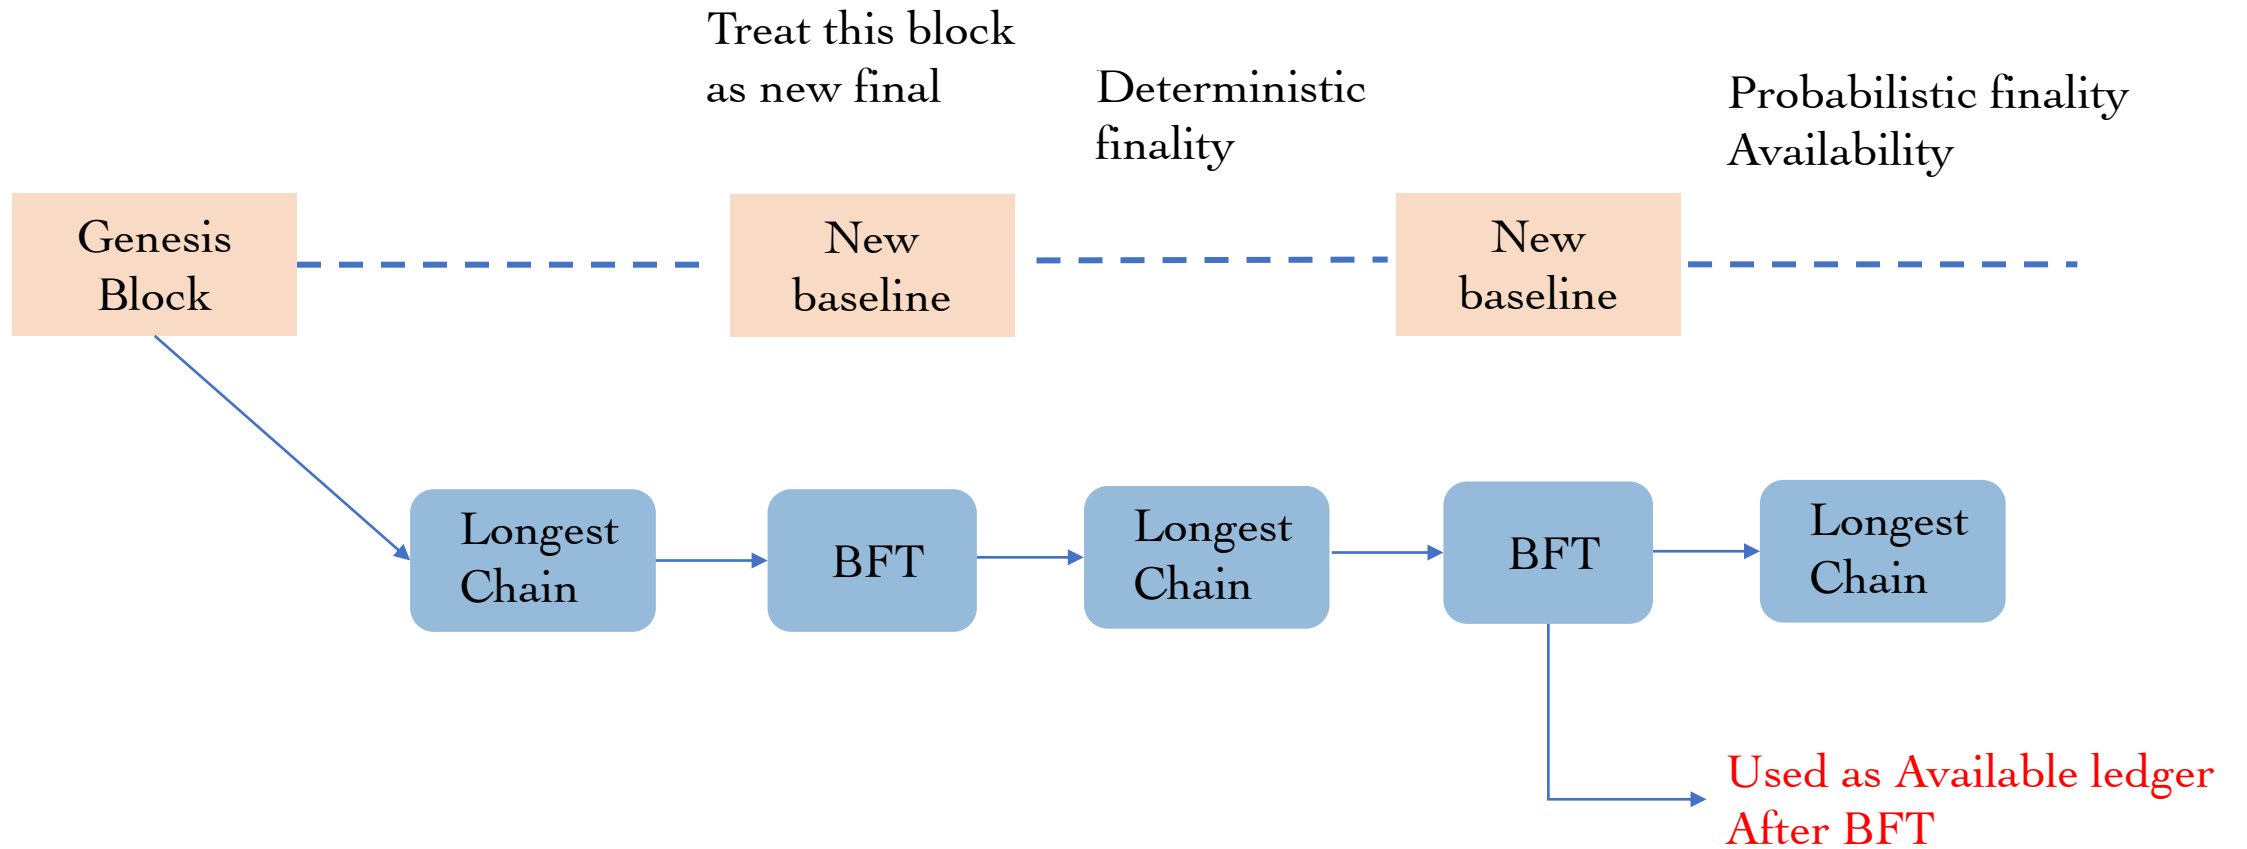 Treat this block
as new final
Deterministic
finality
Probabilistic finality
Availability
Genesis
Block
New
baseline
New
baseline
Longest
Chain
BFT
Longest
Chain
BFT
Longest
Chain
Used as Available ledger
After BFT